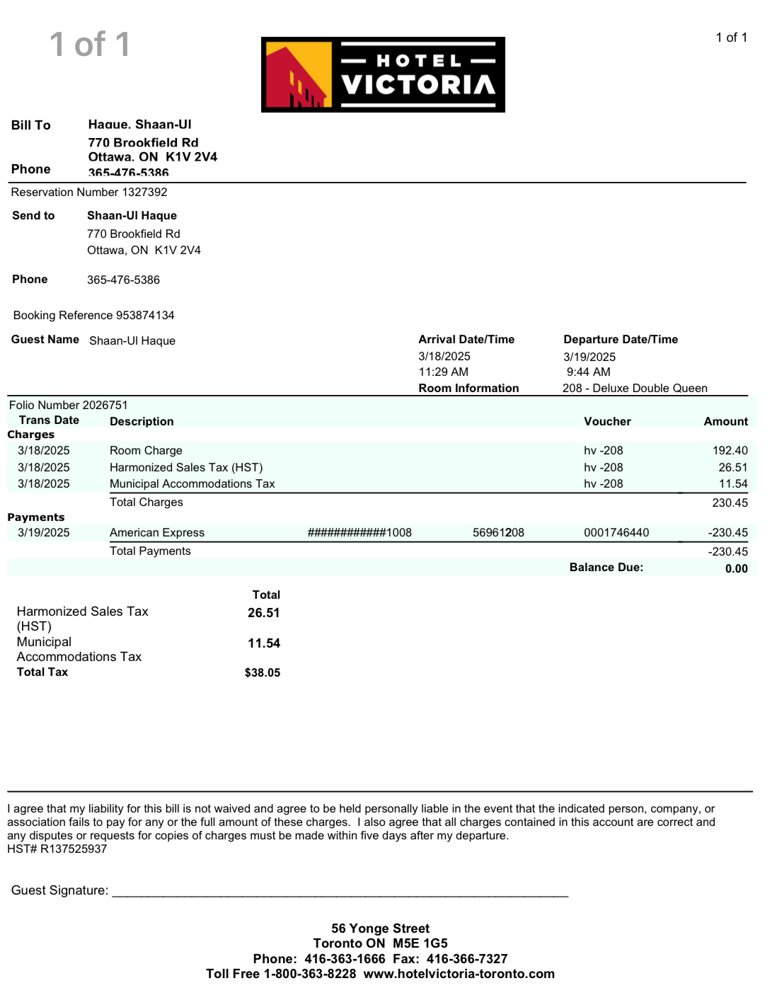 1 of 1
1 of 1
HOTEL
VICTORIA
Bill To Haque, Shaan-Ul
770 Brookfield Rd
Ottawa, ON K1V 2V4
Phone 365-476-5386
Reservation Number 1327392
Send to Shaan-Ul Haque
770 Brookfield Rd
Ottawa, ON K1V 2V4
Phone 365-476-5386
Booking Reference 953874134
Guest Name Shaan-Ul Haque Arrival Date/Time Departure Date/Time
3/18/2025 3/19/2025
11:29 AM 9:44 AM
Room Information 208 - Deluxe Double Queen
Folio Number 2026751
Trans Date Description Voucher Amount
Charges
3/18/2025 Room Charge hv -208 192.40
3/18/2025 Harmonized Sales Tax (HST) hv -208 26.51
3/18/2025 Municipal Accommodations Tax hv -208 11.54
Total Charges 230.45
Payments
3/19/2025 American Express ############1008 56961208 0001746440 -230.45
Total Payments -230.45
Balance Due: 0.00
Total
Harmonized Sales Tax 26.51
(HST)
Municipal 11.54
Accommodations Tax
Total Tax $38.05
I agree that my liability for this bill is not waived and agree to be held personally liable in the event that the indicated person, company, or
association fails to pay for any or the full amount of these charges. I also agree that all charges contained in this account are correct and
any disputes or requests for copies of charges must be made within five days after my departure.
HST# R137525937
Guest Signature: ______________________________________________________________
56 Yonge Street
Toronto ON M5E 1G5
Phone: 416-363-1666 Fax: 416-366-7327
Toll Free 1-800-363-8228 www.hotelvictoria-toronto.com